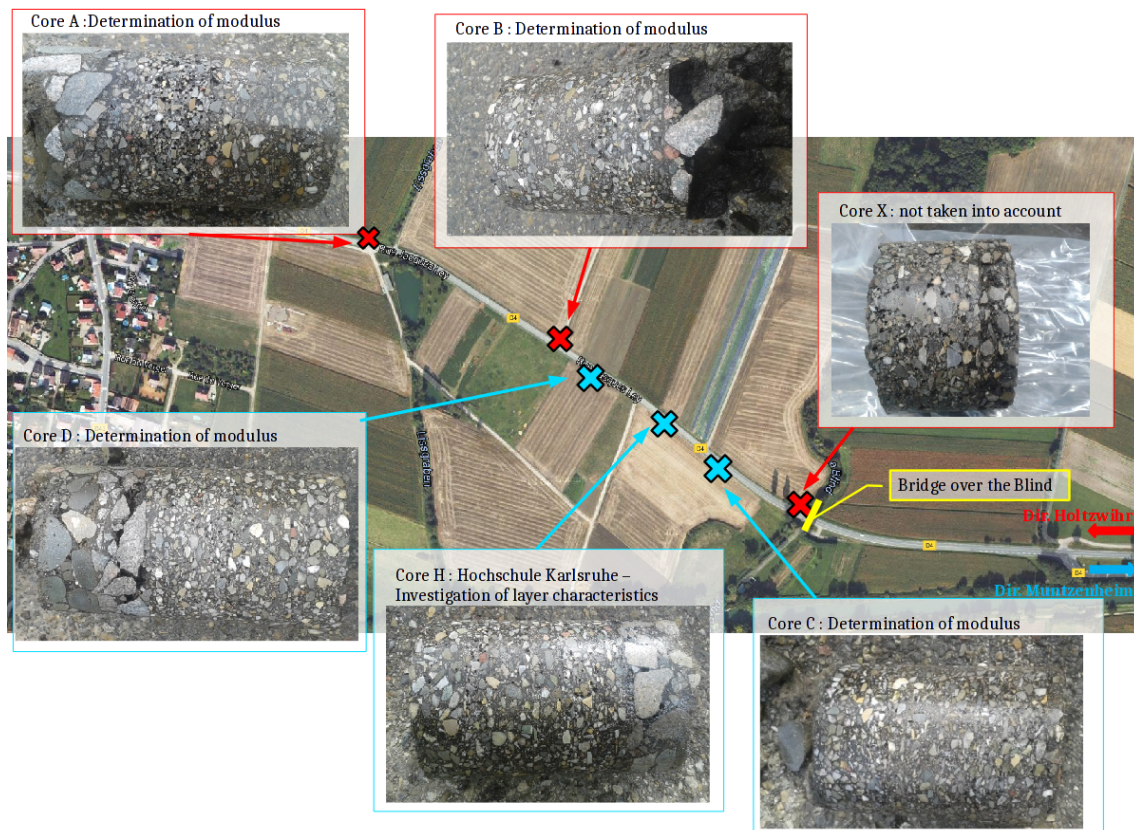 Core A : Determination of modulus
Core B : Determination of modulus
Core X : not taken into account
D4
Core D : Determination of modulus
D4
Bridge over the Blind
Dir. Holtzwihr
D4
D4
Dir. Muntzenheim
Core H : Hochschule Karlsruhe –
Investigation of layer characteristics
Core C : Determination of modulus